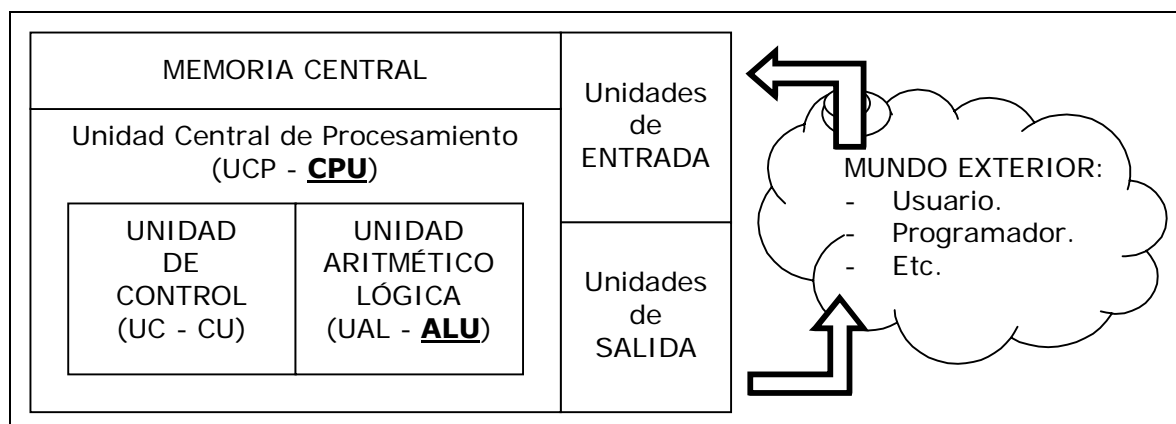 MEMORIA CENTRAL
Unidad Central de Procesamiento
(UCP - CPU)
UNIDAD
DE
CONTROL
(UC - CU)
UNIDAD
ARITMÉTICO
LÓGICA
(UAL - ALU)
Unidades
de
ENTRADA
Unidades
de
SALIDA
MUNDO EXTERIOR:
- Usuario.
- Programador.
- Etc.